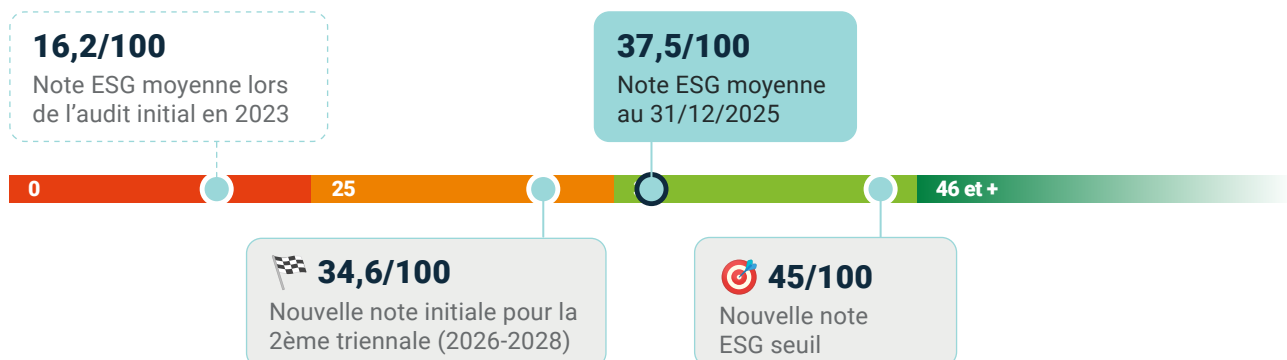 16,2/100
Note ESG moyenne lors
de l'audit initial en 2023
37,5/100
Note ESG moyenne
au 31/12/2025
0
25
46 et +
34,6/100
Nouvelle note initiale pour la
2ème triennale (2026-2028)
45/100
Nouvelle note
ESG seuil